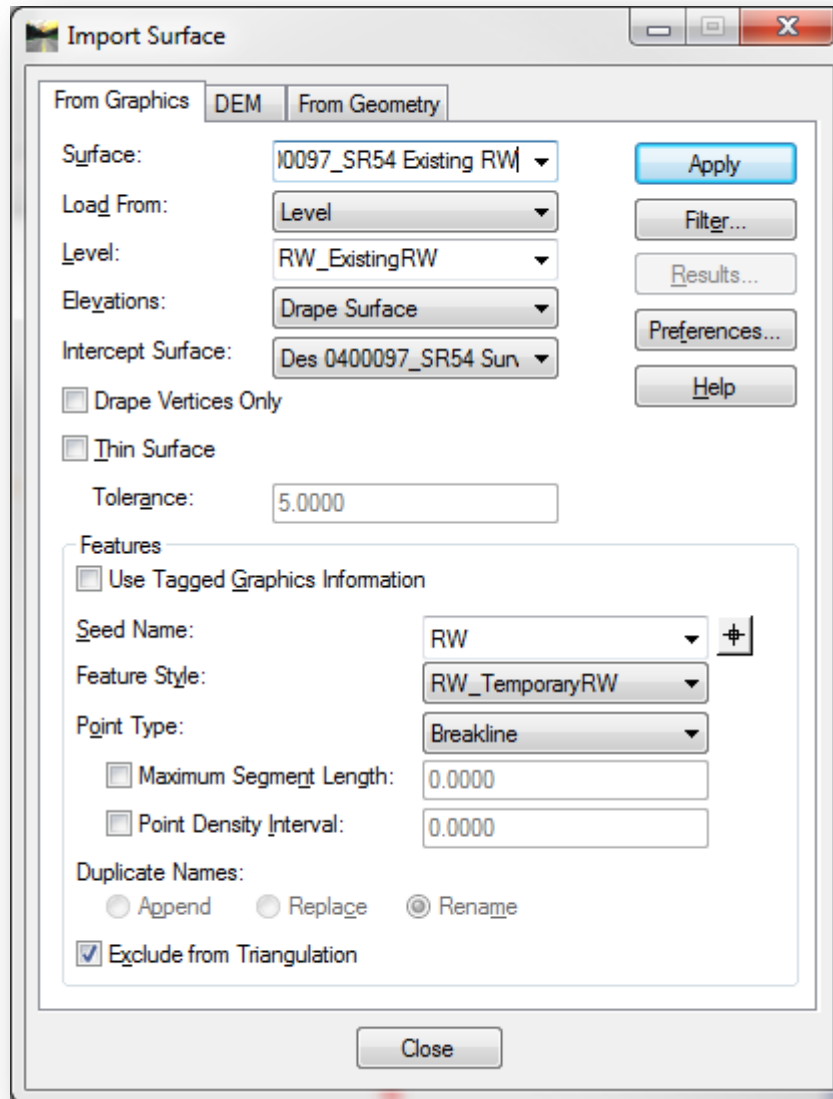 Import Surface
From Graphics DEM From Geometry
Surface: 00097_SR54 Existing RW Apply
Load From: Level Filter...
Level: RW_ExistingRW Results...
Elevations: Drape Surface Preferences...
Intercept Surface: Des 0400097_SR54 Surv Help
Drape Vertices Only
Thin Surface
Tolerance: 5.0000
Features
Use Tagged Graphics Information
Seed Name: RW
Feature Style: RW_TemporaryRW
Point Type: Breakline
Maximum Segment Length: 0.0000
Point Density Interval: 0.0000
Duplicate Names:
Append Replace Rename
Exclude from Triangulation
Close